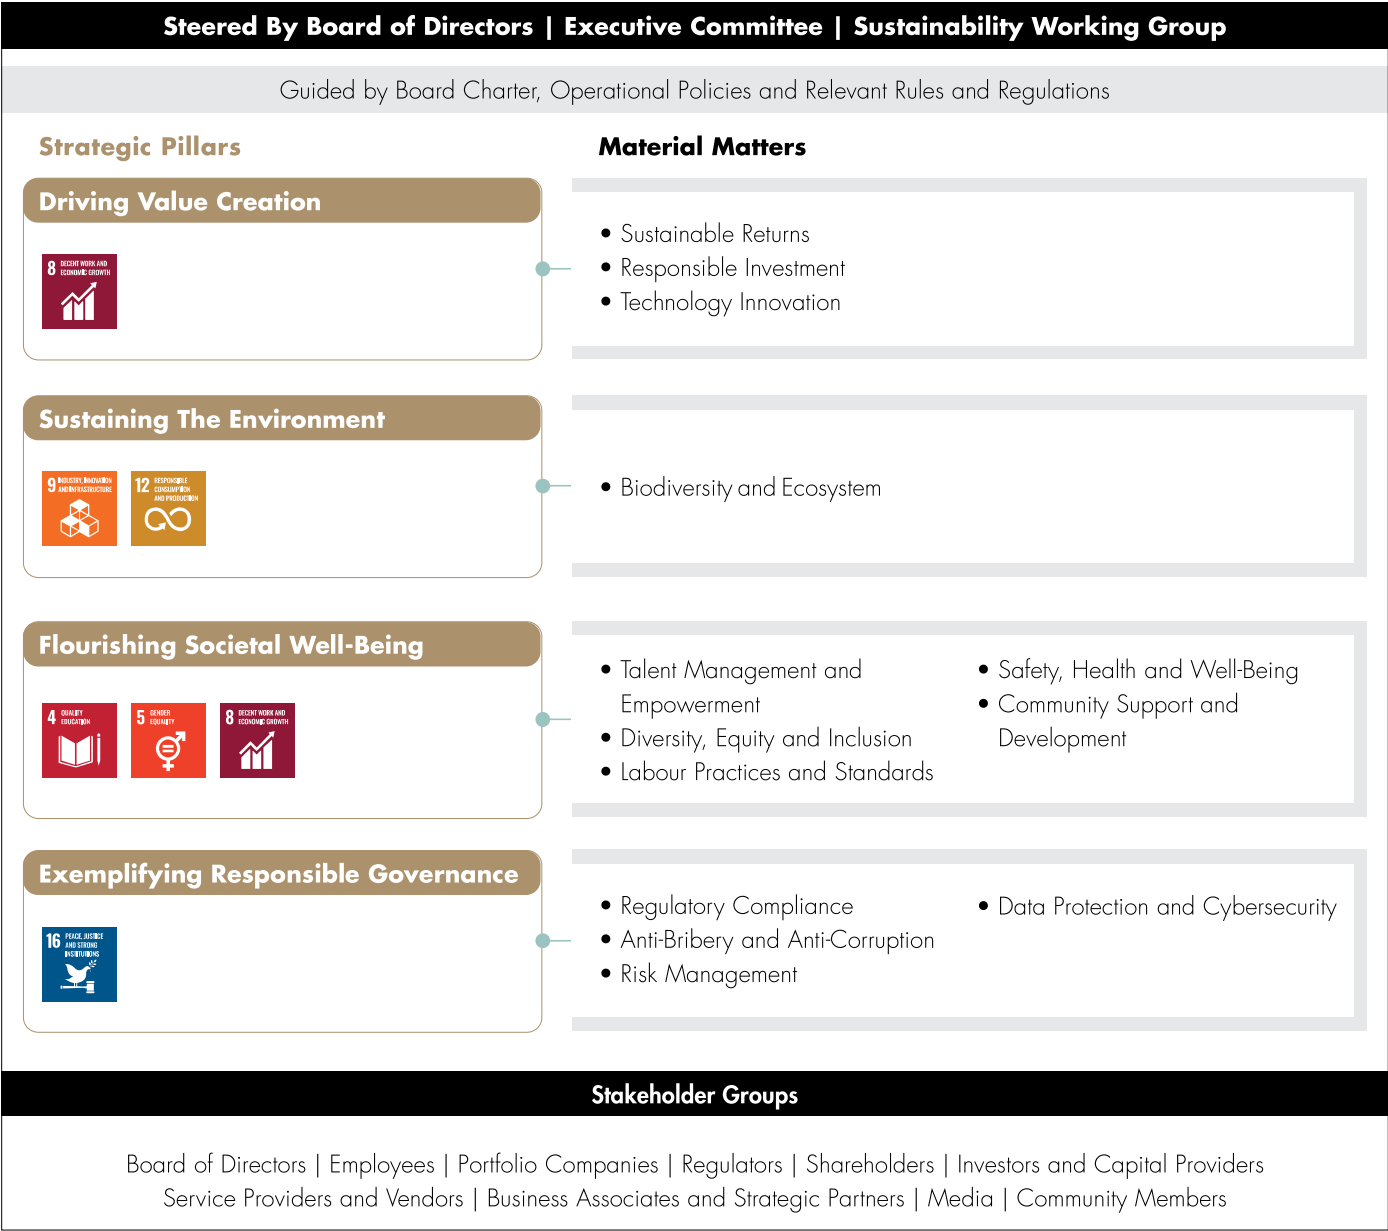 Steered By Board of Directors | Executive Committee | Sustainability Working Group
Guided by Board Charter, Operational Policies and Relevant Rules and Regulations
Strategic Pillars
Material Matters
Driving Value Creation
8 DECENT WORK AND
ECONOMIC GROWTH
• Sustainable Returns
• Responsible Investment
• Technology Innovation
Sustaining The Environment
9 INDUSTRY, INNOVATION
AND INFRASTRUCTURE
12 RESPONSIBLE
CONSUMPTION
AND PRODUCTION
• Biodiversity and Ecosystem
Flourishing Societal Well-Being
4 QUALITY
EDUCATION
5 GENDER
EQUALITY
8 DECENT WORK AND
ECONOMIC GROWTH
• Talent Management and
Empowerment
• Diversity, Equity and Inclusion
• Labour Practices and Standards
• Safety, Health and Well-Being
• Community Support and
Development
Exemplifying Responsible Governance
16 PEACE, JUSTICE
AND STRONG
INSTITUTIONS
• Regulatory Compliance
• Anti-Bribery and Anti-Corruption
• Risk Management
• Data Protection and Cybersecurity
Stakeholder Groups
Board of Directors | Employees | Portfolio Companies | Regulators | Shareholders | Investors and Capital Providers
Service Providers and Vendors | Business Associates and Strategic Partners | Media | Community Members